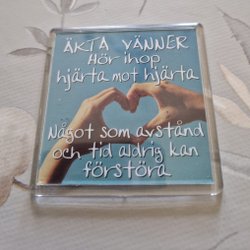 ÄKTA VÄNNER
Hör ihop
hjärta mot hjärta
Något som avstånd
och tid aldrig kan
förstöra